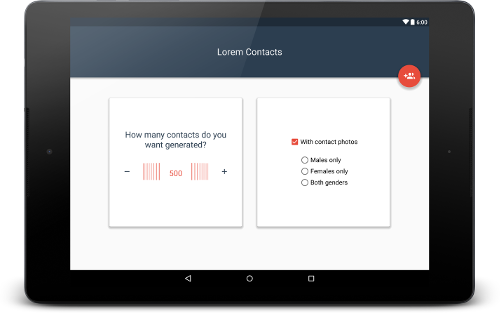 6:00
Lorem Contacts
How many contacts do you
want generated?
− 500 +
With contact photos
Males only
Females only
Both genders